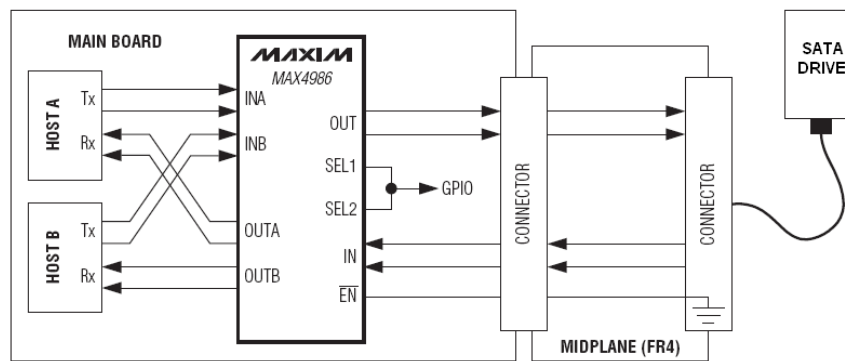 MAIN BOARD
MAXIM
MAX4986
HOST A
Tx
Rx
HOST B
Tx
Rx
INA
INB
OUTA
OUTB
OUT
SEL1
SEL2
IN
EN
GPIO
CONNECTOR
CONNECTOR
MIDPLANE (FR4)
SATA
DRIVE